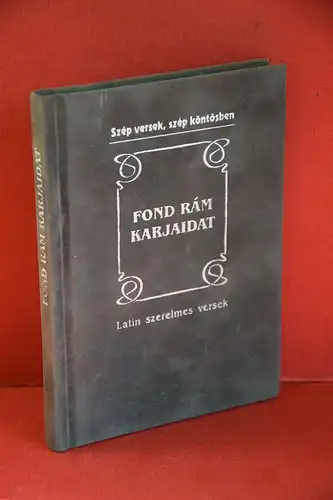 Szép versek, szép köntösben
FOND RÁM
KARJAIDAT
Latin szerelmes versek
FOND RÁM KARJAIDAT